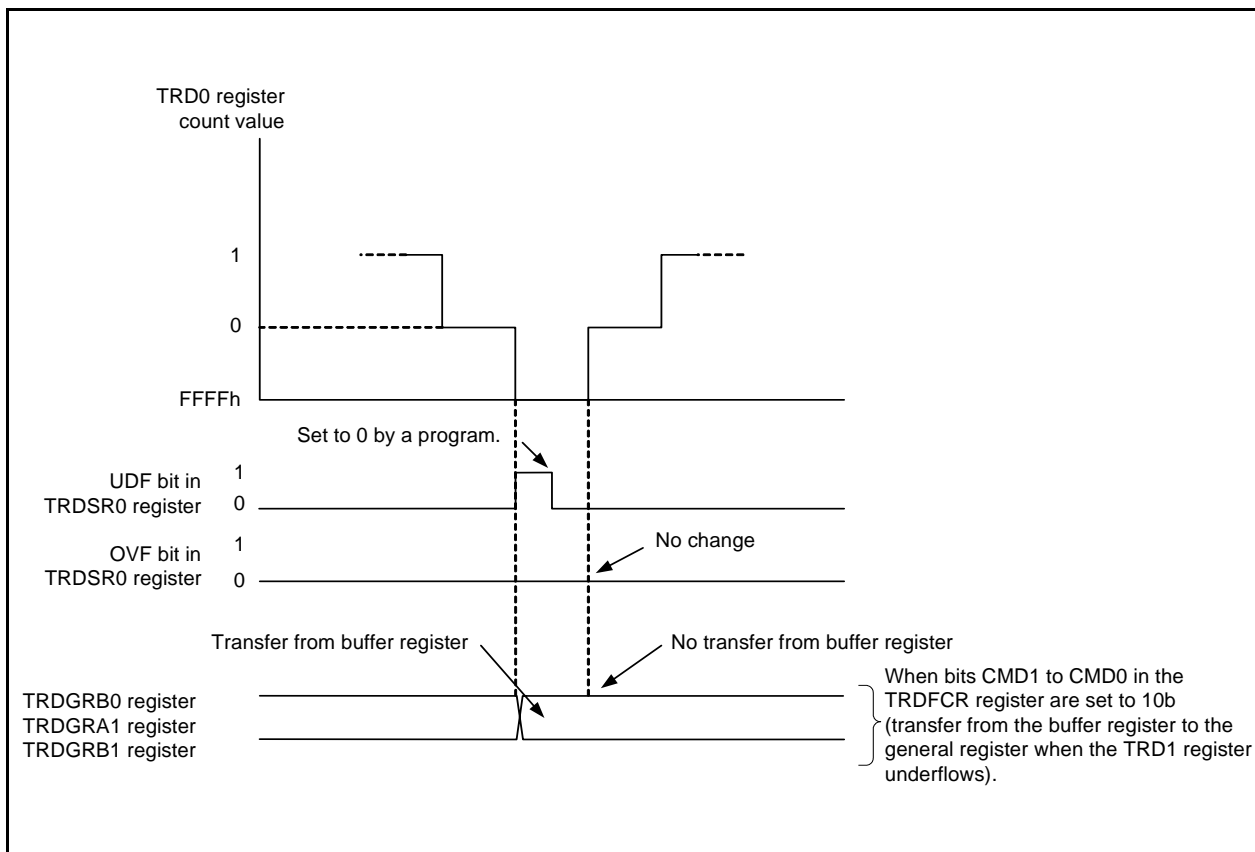 TRD0 register
count value
1
0
FFFFh
Set to 0 by a program.
UDF bit in
TRDSR0 register
1
0
No change
OVF bit in
TRDSR0 register
1
0
Transfer from buffer register
No transfer from buffer register
TRDGRB0 register
TRDGRA1 register
TRDGRB1 register
When bits CMD1 to CMD0 in the
TRDFCR register are set to 10b
(transfer from the buffer register to the
general register when the TRD1 register
underflows).